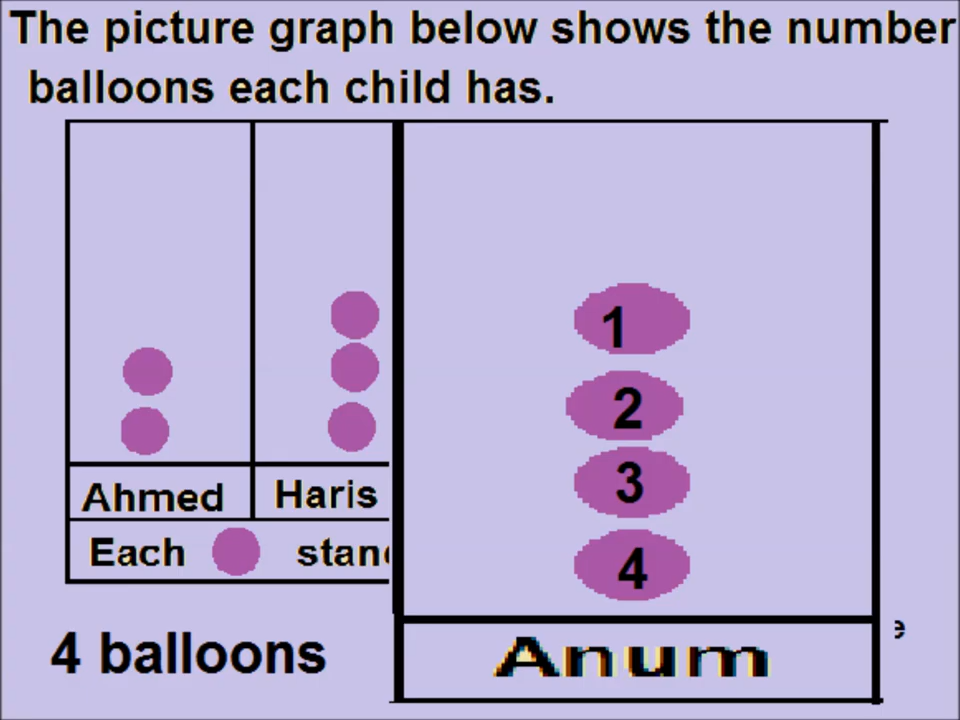 The picture graph below shows the number
balloons each child has.
1
2
3
4
Ahmed
Haris
Each
4 balloons
Anum